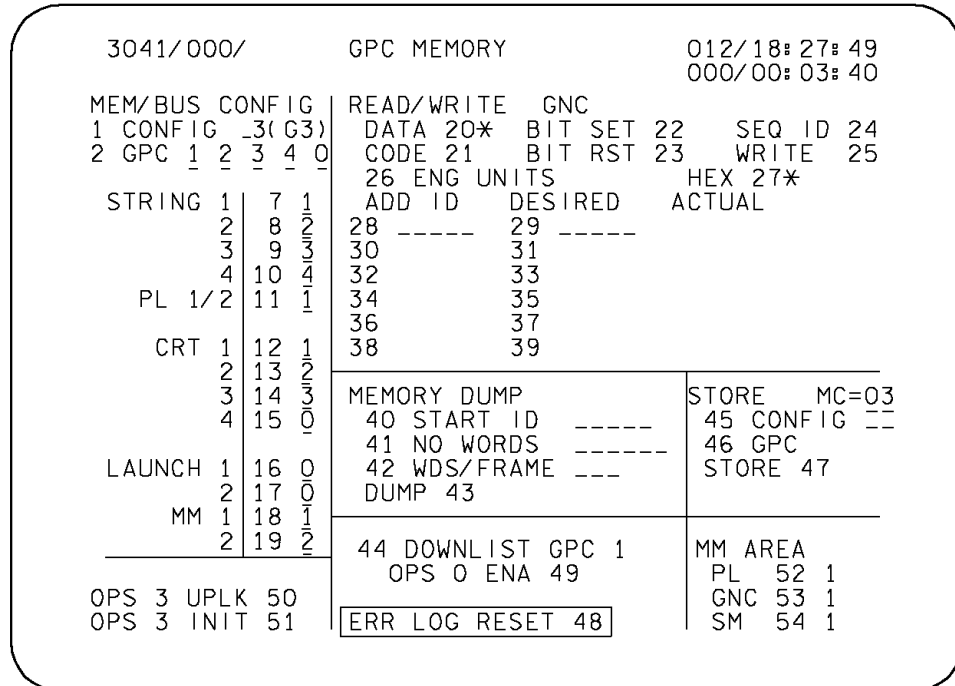 3041/000/ GPC MEMORY 012/18:27:49
000/00:03:40
MEM/BUS CONFIG READ/WRITE GNC
1 CONFIG _3(G3) DATA 20* BIT SET 22 SEQ ID 24
2 GPC 1 2 3 4 0 CODE 21 BIT RST 23 WRITE 25
26 ENG UNITS HEX 27*
STRING 1 7 1 ADD ID DESIRED ACTUAL
2 8 2 28 _____ 29 _____
3 9 3 30 31
4 10 4 32 33
PL 1/2 11 1 34 35
36 37
CRT 1 12 1 38 39
2 13 2
3 14 3 MEMORY DUMP STORE MC=03
4 15 0 40 START ID _____ 45 CONFIG __
41 NO WORDS ______ 46 GPC
LAUNCH 1 16 0 42 WDS/FRAME ___ STORE 47
2 17 0 DUMP 43
MM 1 18 1
2 19 2 44 DOWNLIST GPC 1 MM AREA
OPS 0 ENA 49 PL 52 1
OPS 3 UPLK 50 GNC 53 1
OPS 3 INIT 51 ERR LOG RESET 48 SM 54 1